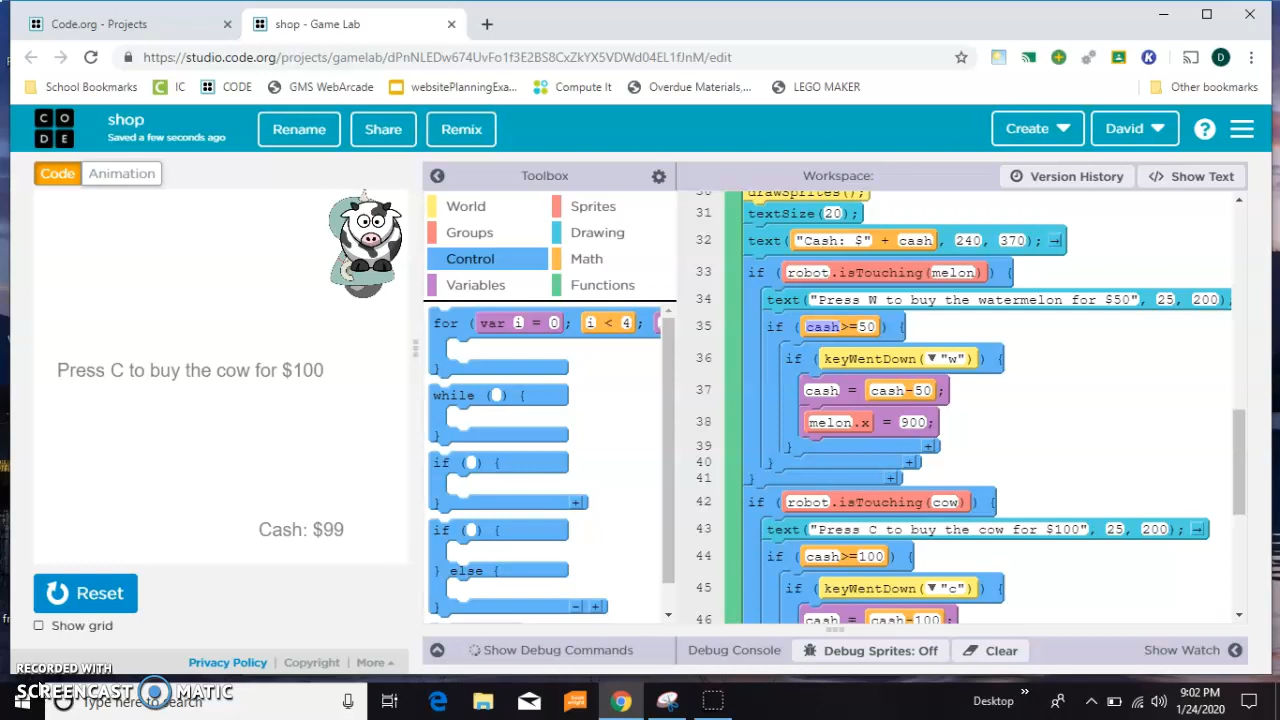 Code.org - Projects
shop - Game Lab
https://studio.code.org/projects/gamelab/dPnNLEDw674UvFo1f3E2BS8CxZkYX5VDWd04EL1fJnM/edit
D
School Bookmarks
IC
CODE
GMS WebArcade
websitePlanningExa...
Compute It
Overdue Materials,...
LEGO MAKER
Other bookmarks
CO
DE
shop
Saved a few seconds ago
Rename
Share
Remix
Create
David
?
Code
Animation
Toolbox
Workspace:
Version History
</> Show Text
Press C to buy the cow for $100
Cash: $99
Reset
Show grid
Privacy Policy
Copyright
More
World
Sprites
Groups
Drawing
Control
Math
Variables
Functions
for (var i = 0; i < 4;
}
while () {
}
if () {
}
if () {
} else {
}
30 drawSprites();
31 textSize(20);
32 text("Cash: $" + cash, 240, 370);
33 if (robot.isTouching(melon)) {
34 text("Press W to buy the watermelon for $50", 25, 200);
35 if (cash>=50) {
36 if (keyWentDown("w")) {
37 cash = cash-50;
38 melon.x = 900;
39 }
40 }
41 }
42 if (robot.isTouching(cow)) {
43 text("Press C to buy the cow for $100", 25, 200);
44 if (cash>=100) {
45 if (keyWentDown("c")) {
46 cash = cash-100;
Show Debug Commands
Debug Console
Debug Sprites: Off
Clear
Show Watch
RECORDED WITH
SCREENCAST MATIC
Type here to search
Desktop
9:02 PM
1/24/2020